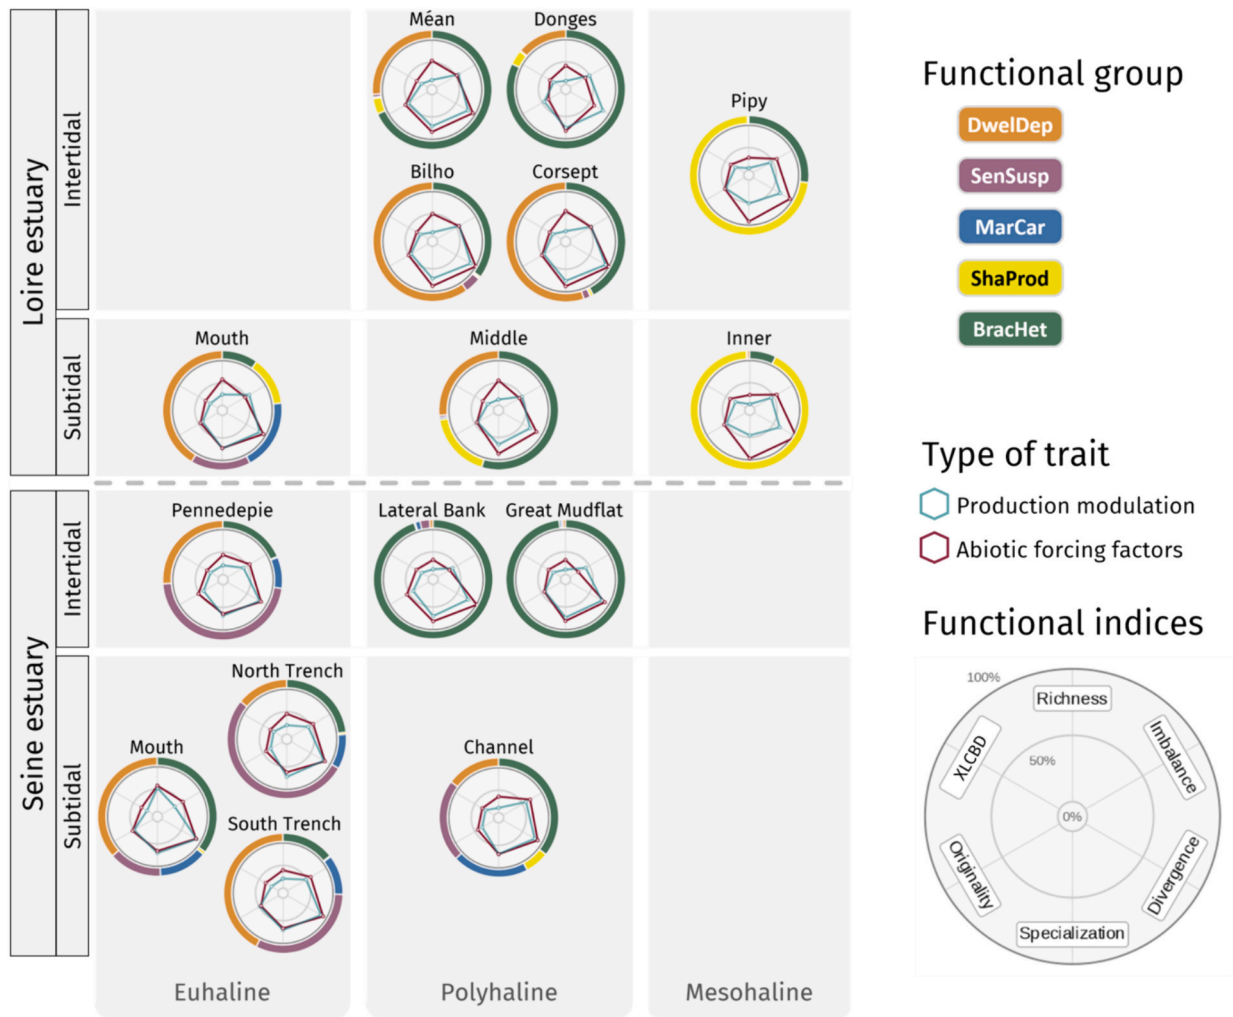 Loire estuary
Intertidal
Méan
Donges
Pipy
Bilho
Corsept
Subtidal
Mouth
Middle
Inner
Seine estuary
Intertidal
Pennedepie
Lateral Bank
Great Mudflat
Subtidal
North Trench
Mouth
Channel
South Trench
Euhaline
Polyhaline
Mesohaline
Functional group
DwelDep
SenSusp
MarCar
ShaProd
BracHet
Type of trait
Production modulation
Abiotic forcing factors
Functional indices
100%
Richness
XLCBD
Imbalance
50%
0%
Originality
Divergence
Specialization